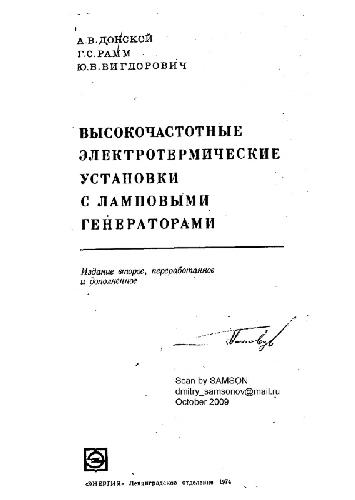 А. В. ДОНСКОЙ
Г. С. РАММ
Ю. В. ВИГДОРОВИЧ
ВЫСОКОЧАСТОТНЫЕ
ЭЛЕКТРОТЕРМИЧЕСКИЕ
УСТАНОВКИ
С ЛАМПОВЫМИ
ГЕНЕРАТОРАМИ
Издание второе, переработанное
и дополненное
Scan by SAMSON
dmitry_samsonov@mail.ru
October 2009
«ЭНЕРГИЯ» Ленинградское отделение 1974